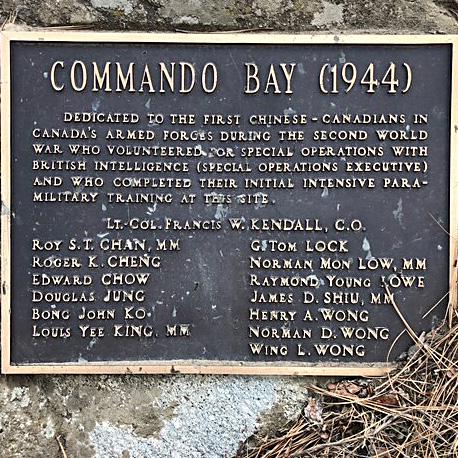 COMMANDO BAY (1944)
DEDICATED TO THE FIRST CHINESE-CANADIANS IN
CANADA'S ARMED FORCES DURING THE SECOND WORLD
WAR WHO VOLUNTEERED FOR SPECIAL OPERATIONS WITH
BRITISH INTELLIGENCE (SPECIAL OPERATIONS EXECUTIVE)
AND WHO COMPLETED THEIR INITIAL INTENSIVE PARA-
MILITARY TRAINING AT THIS SITE.
LT-COL. FRANCIS W. KENDALL, C.O.
ROY S.T. CHAN, MM
ROGER K. CHENG
EDWARD CHOW
DOUGLAS JUNG
BONG JOHN KO
LOUIS YEE KING, MM
G. TOM LOCK
NORMAN MON LOW, MM
RAYMOND YOUNG LOWE
JAMES D. SHIU, MM
HENRY A. WONG
NORMAN D. WONG
WING L. WONG